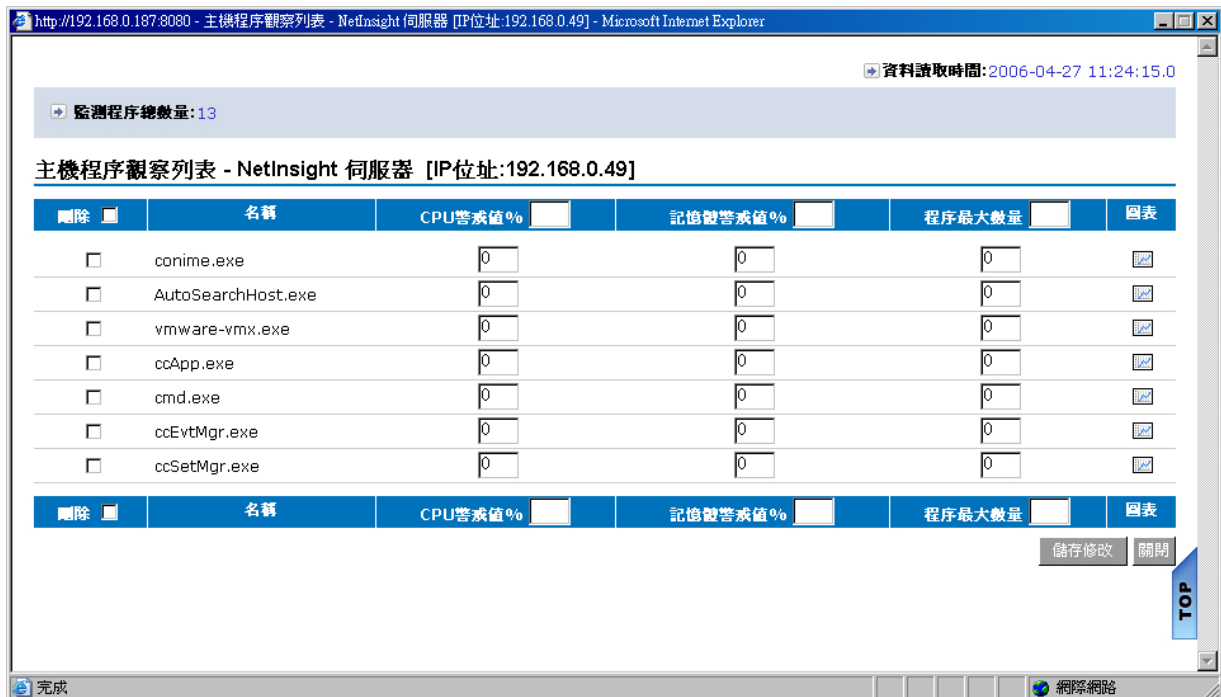 http://192.168.0.187:8080 - 主機程序觀察列表 - NetInsight 伺服器 [IP位址:192.168.0.49] - Microsoft Internet Explorer
資料讀取時間:2006-04-27 11:24:15.0
監測程序總數量:13
主機程序觀察列表 - NetInsight 伺服器 [IP位址:192.168.0.49]
刪除 名稱 CPU警戒值% 記憶體警戒值% 程序最大數量 圖表
conime.exe 0 0 0
AutoSearchHost.exe 0 0 0
vmware-vmx.exe 0 0 0
ccApp.exe 0 0 0
cmd.exe 0 0 0
ccEvtMgr.exe 0 0 0
ccSetMgr.exe 0 0 0
刪除 名稱 CPU警戒值% 記憶體警戒值% 程序最大數量 圖表
儲存修改 關閉
TOP
完成 網際網路